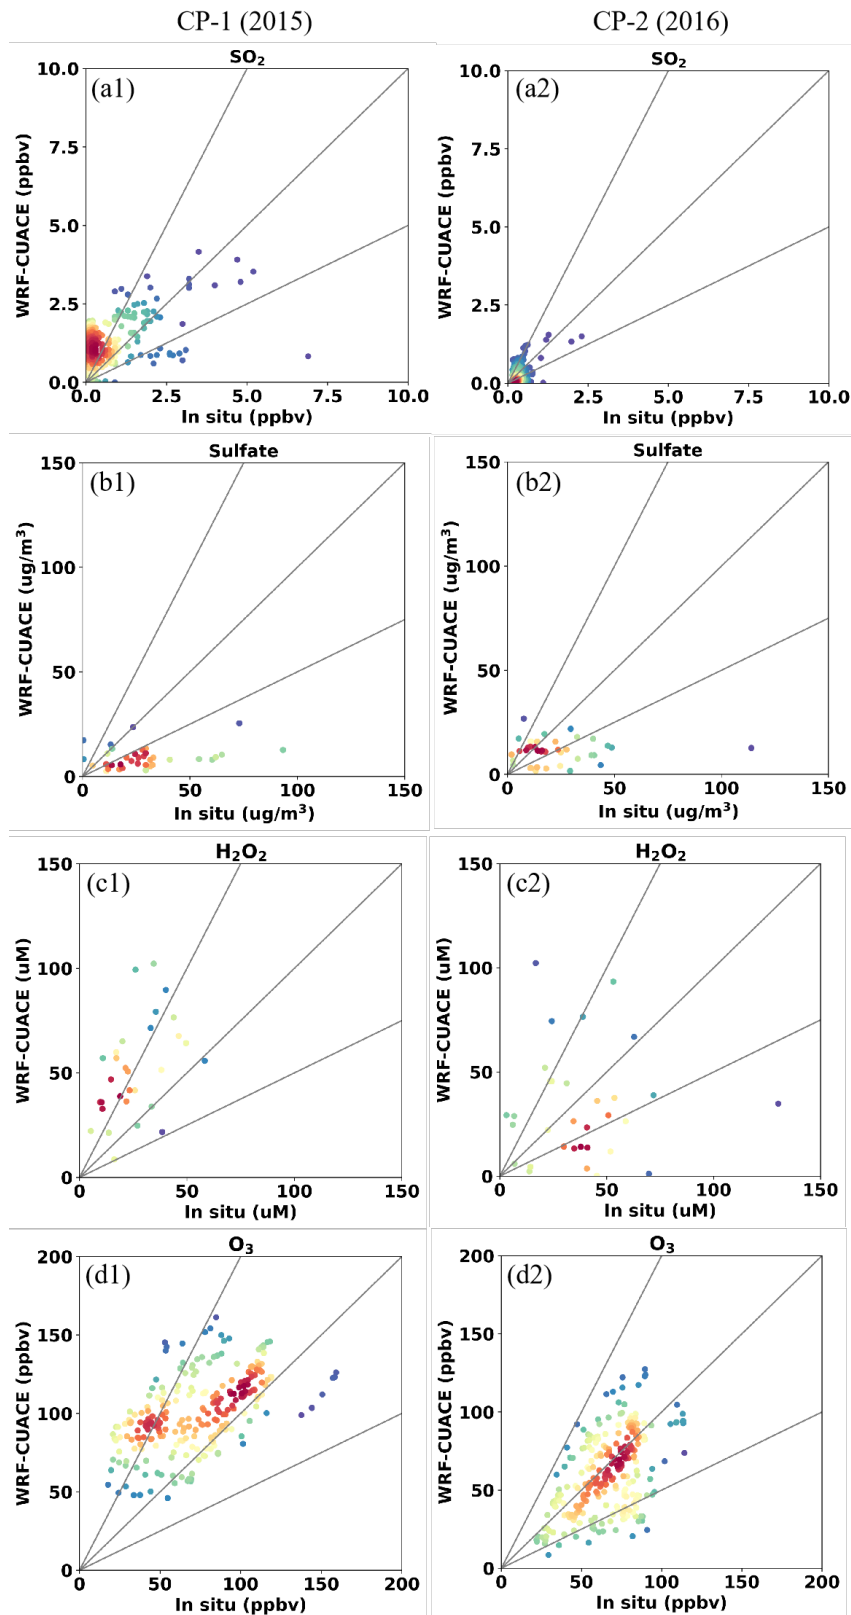 CP-1 (2015) CP-2 (2016)
SO₂
(a1)
WRF-CUACE (ppbv)
10.0
7.5
5.0
2.5
0.0
0.0 2.5 5.0 7.5 10.0
In situ (ppbv)
SO₂
(a2)
WRF-CUACE (ppbv)
10.0
7.5
5.0
2.5
0.0
0.0 2.5 5.0 7.5 10.0
In situ (ppbv)
Sulfate
(b1)
WRF-CUACE (ug/m³)
150
100
50
0
0 50 100 150
In situ (ug/m³)
Sulfate
(b2)
WRF-CUACE (ug/m³)
150
100
50
0
0 50 100 150
In situ (ug/m³)
H₂O₂
(c1)
WRF-CUACE (uM)
150
100
50
0
0 50 100 150
In situ (uM)
H₂O₂
(c2)
WRF-CUACE (uM)
150
100
50
0
0 50 100 150
In situ (uM)
O₃
(d1)
WRF-CUACE (ppbv)
200
150
100
50
0
0 50 100 150 200
In situ (ppbv)
O₃
(d2)
WRF-CUACE (ppbv)
200
150
100
50
0
0 50 100 150 200
In situ (ppbv)